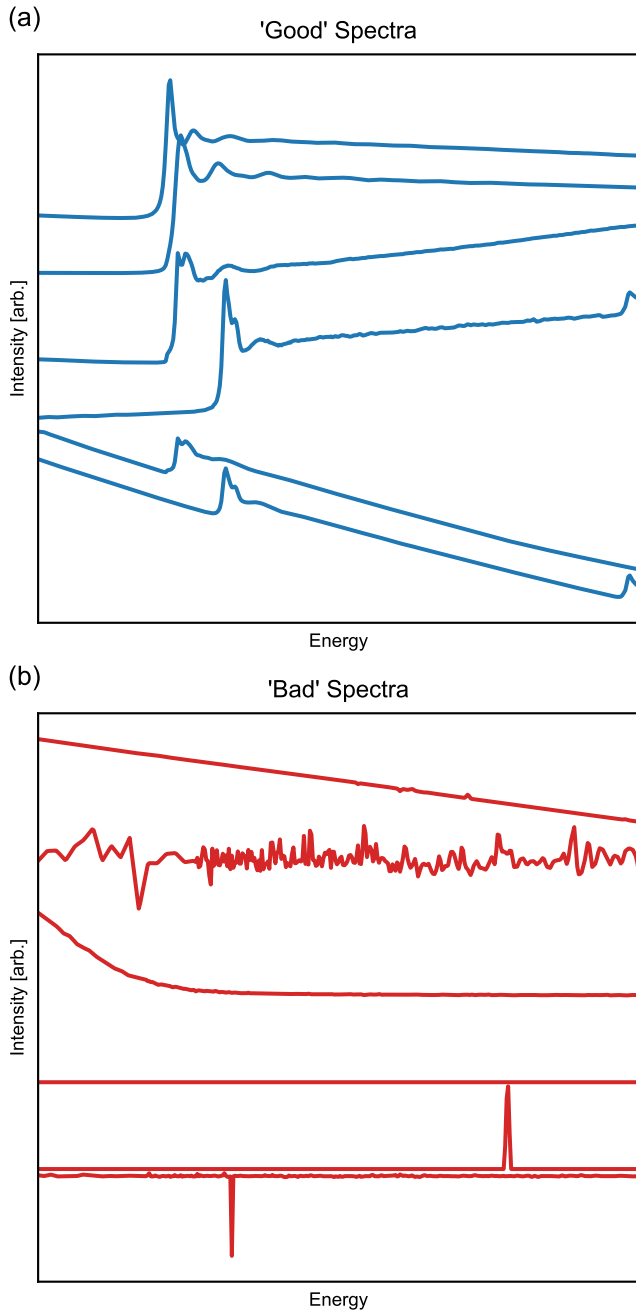 (a)
'Good' Spectra
Intensity [arb.]
Energy
(b)
'Bad' Spectra
Intensity [arb.]
Energy